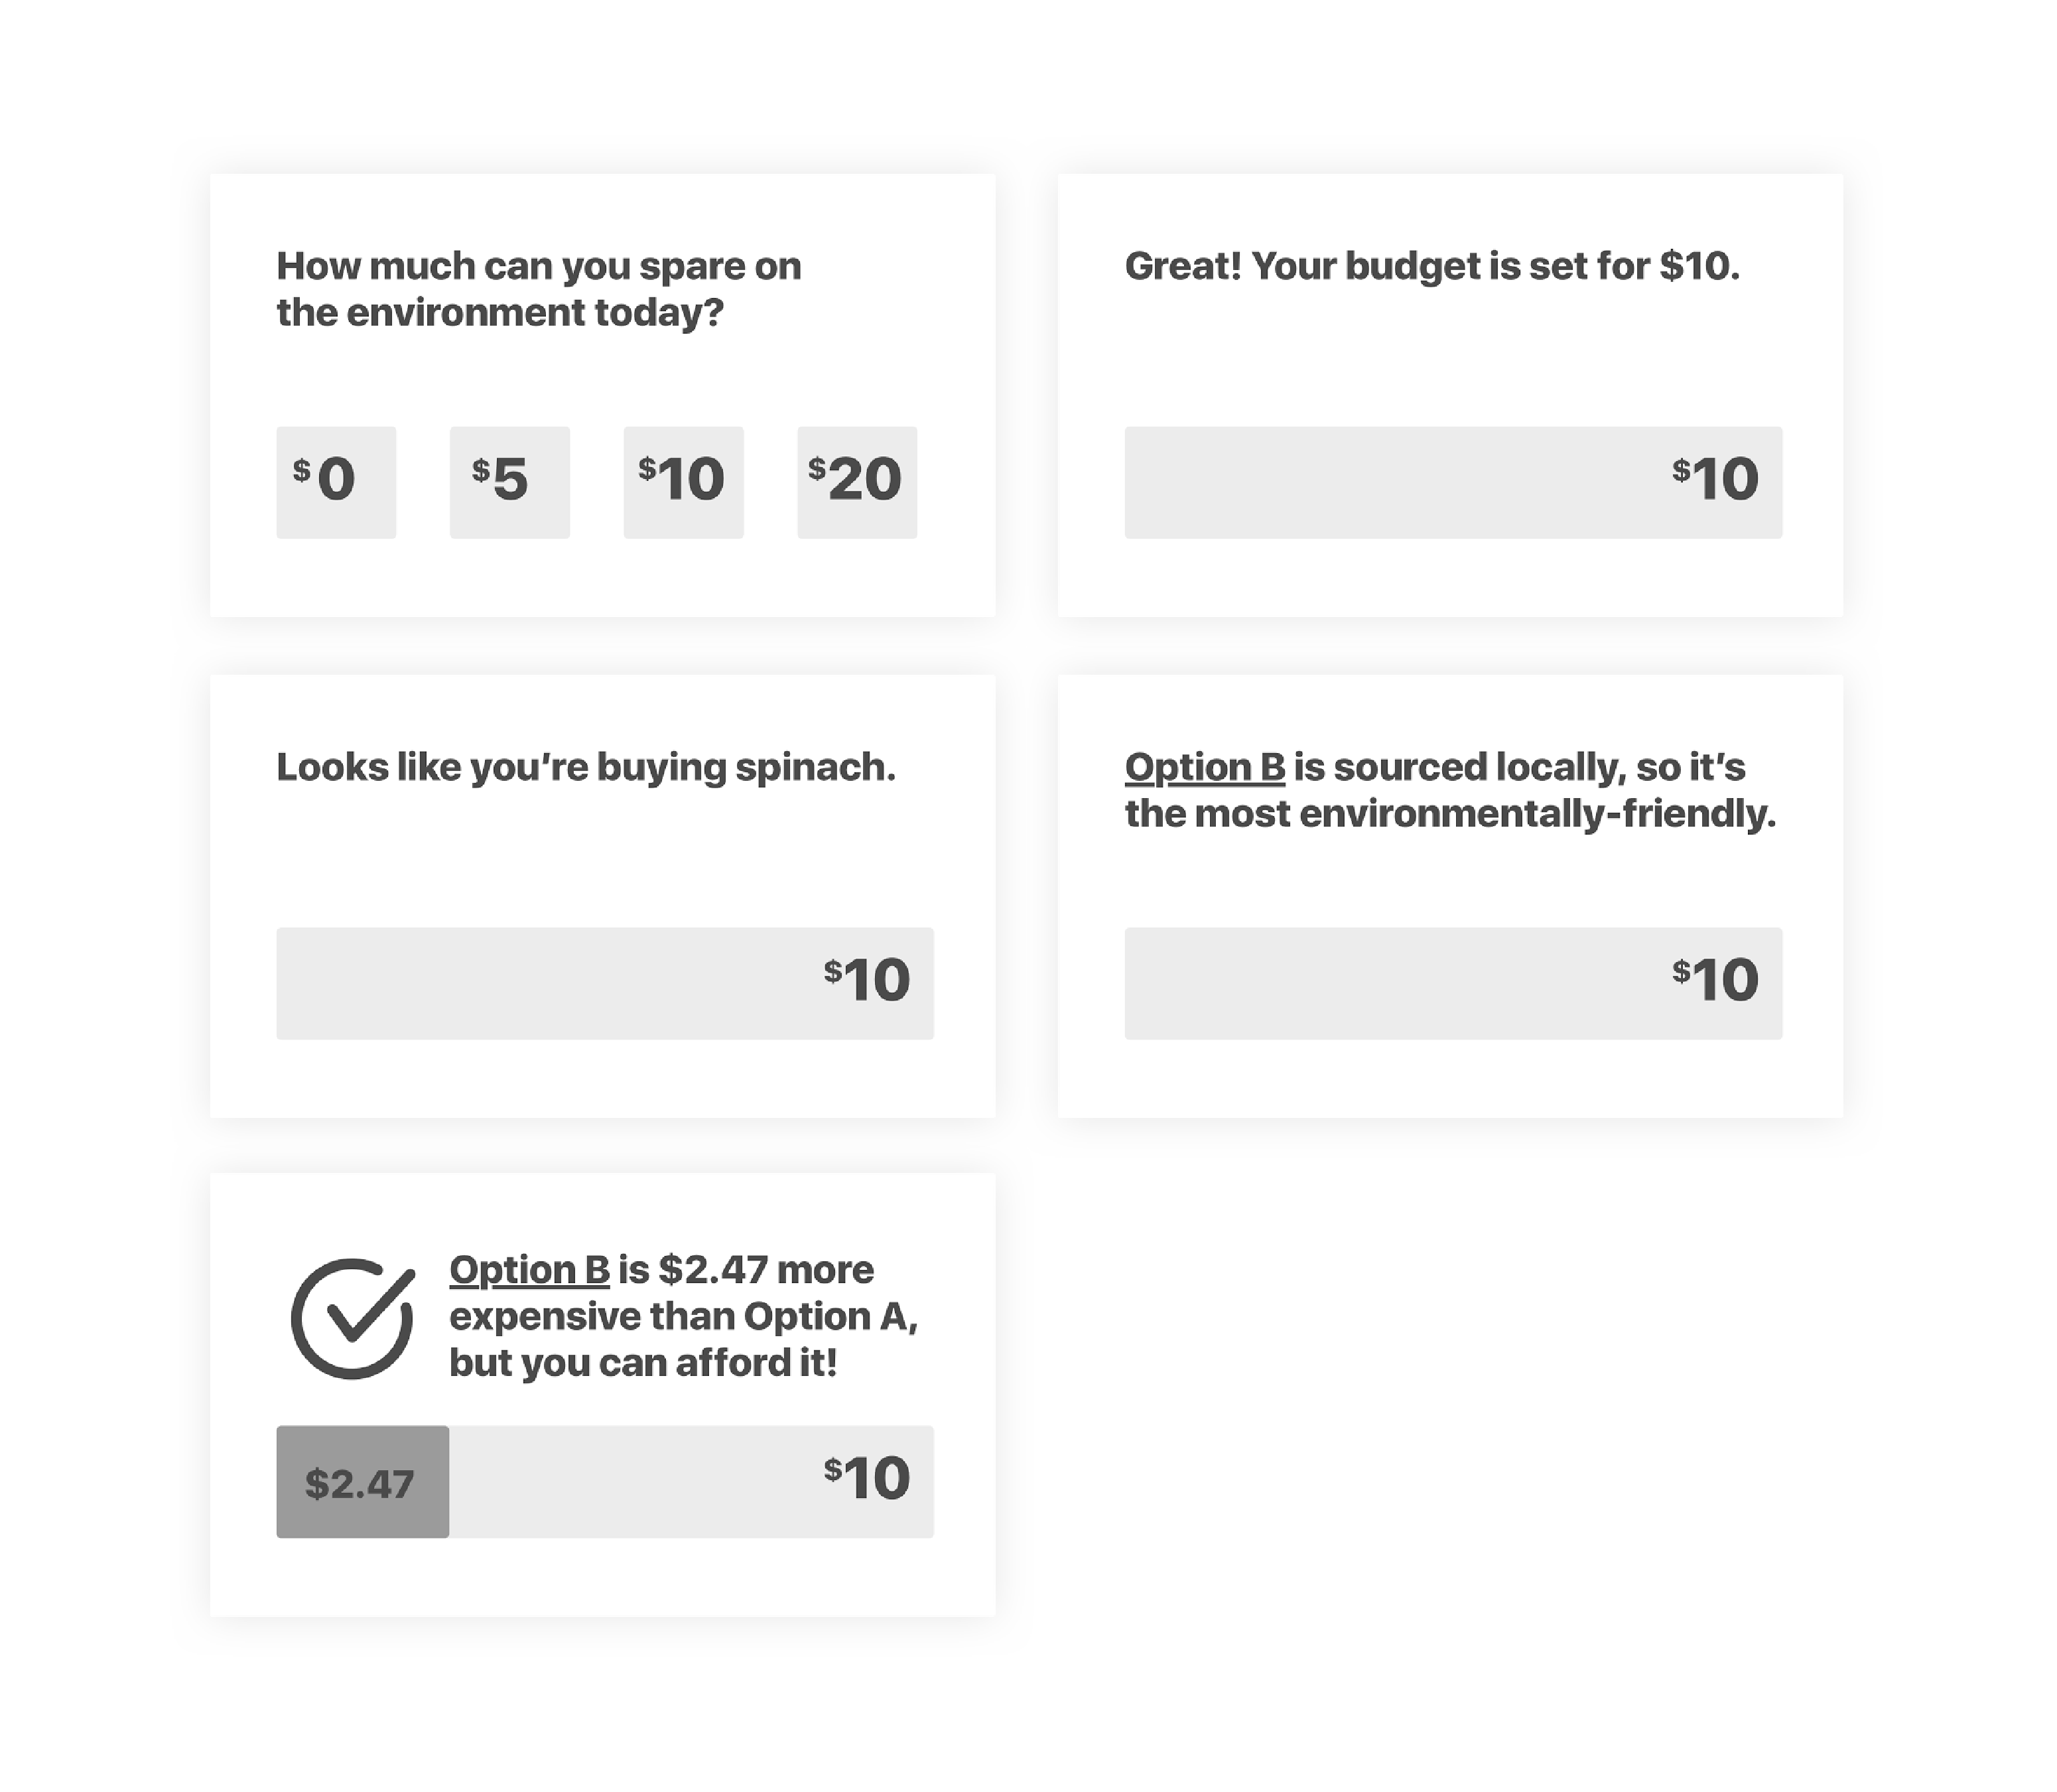 How much can you spare on
the environment today?
$0 $5 $10 $20
Great! Your budget is set for $10.
$10
Looks like you’re buying spinach.
$10
Option B is sourced locally, so it’s
the most environmentally-friendly.
$10
Option B is $2.47 more
expensive than Option A,
but you can afford it!
$2.47 $10